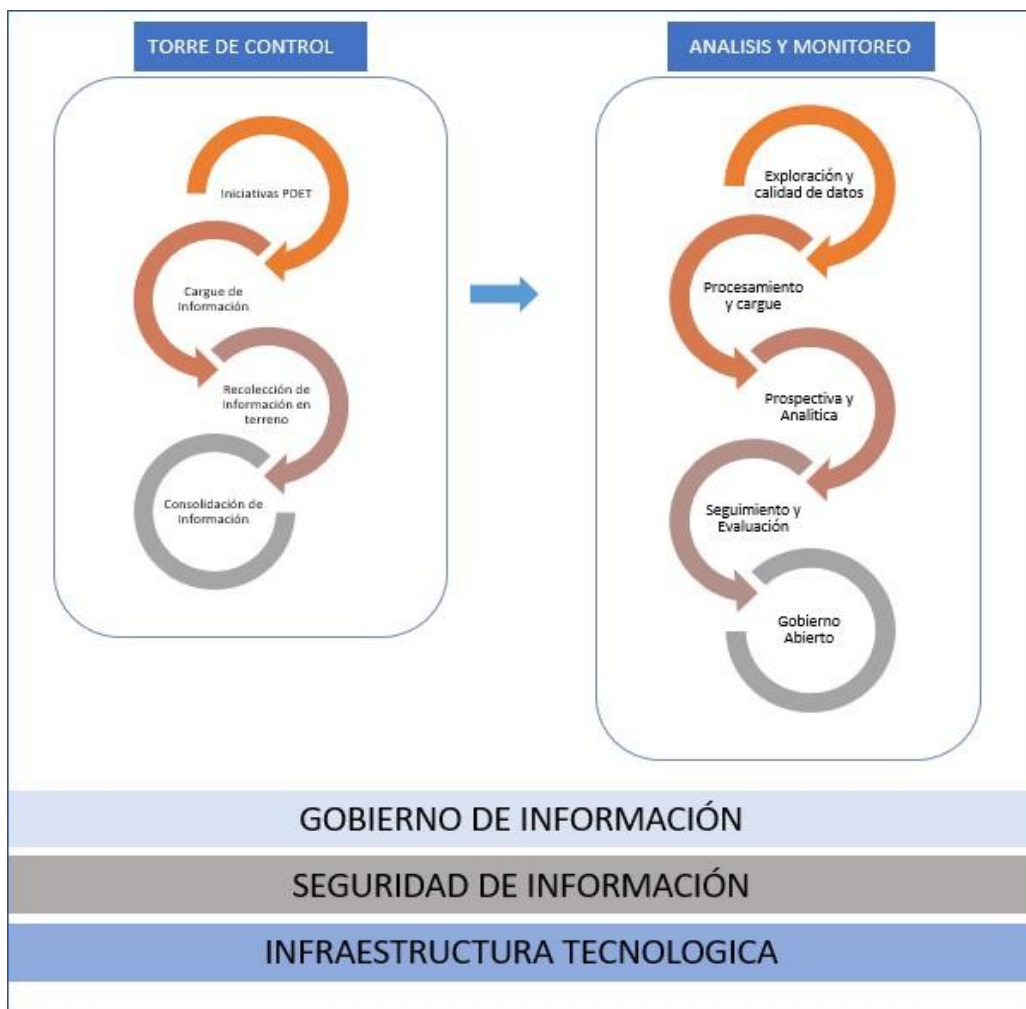 TORRE DE CONTROL
Iniciativas PDET
Cargue de
Información
Recolección de
Información en
terreno
Consolidación de
Información
ANALISIS Y MONITOREO
Exploración y
calidad de datos
Procesamiento
y cargue
Prospectiva y
Analítica
Seguimiento y
Evaluación
Gobierno
Abierto
GOBIERNO DE INFORMACIÓN
SEGURIDAD DE INFORMACIÓN
INFRAESTRUCTURA TECNOLOGICA